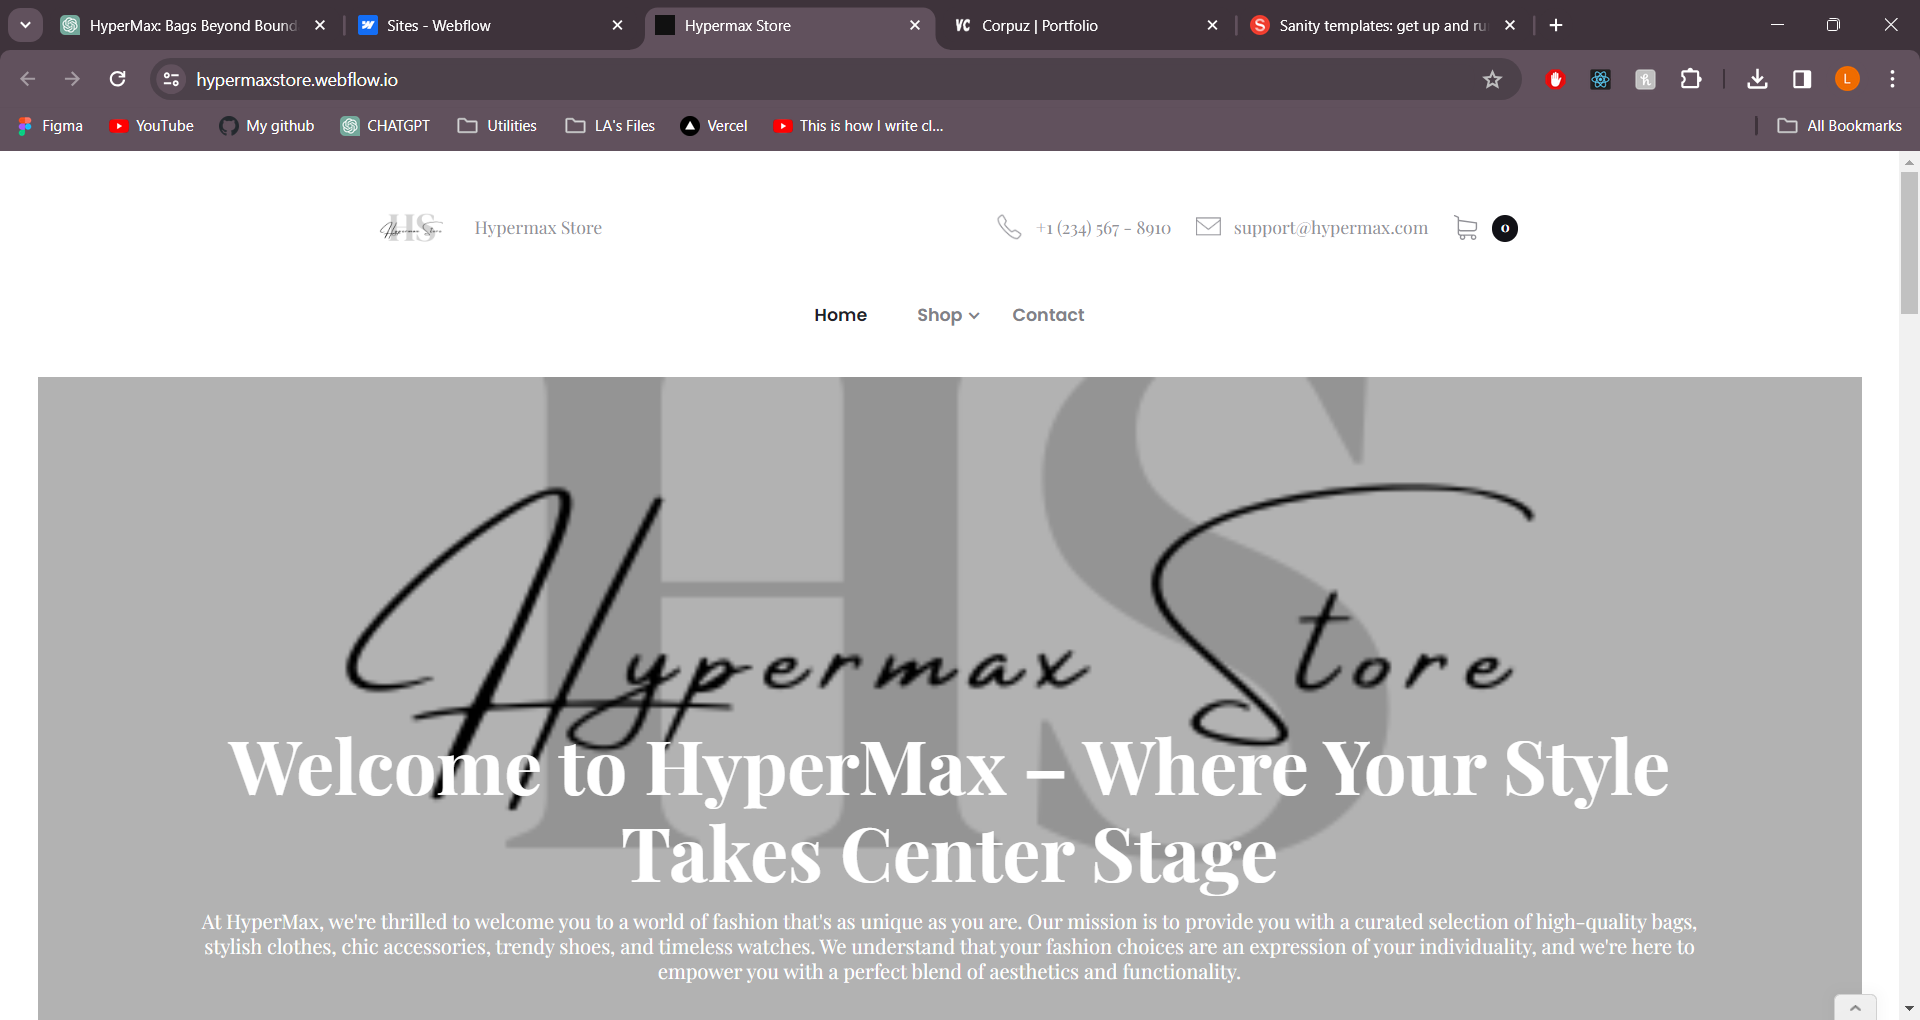 HyperMax: Bags Beyond Bound
Sites - Webflow
Hypermax Store
VC Corpuz | Portfolio
S Sanity templates: get up and ru
hypermaxstore.webflow.io
L
Figma
YouTube
My github
CHATGPT
Utilities
LA's Files
Vercel
This is how I write cl...
All Bookmarks
HS
Hypermax Store
Hypermax Store
+1 (234) 567 - 8910
support@hypermax.com
0
Home
Shop
Contact
HS
Hypermax Store
Welcome to HyperMax – Where Your Style
Takes Center Stage
At HyperMax, we're thrilled to welcome you to a world of fashion that's as unique as you are. Our mission is to provide you with a curated selection of high-quality bags,
stylish clothes, chic accessories, trendy shoes, and timeless watches. We understand that your fashion choices are an expression of your individuality, and we're here to
empower you with a perfect blend of aesthetics and functionality.